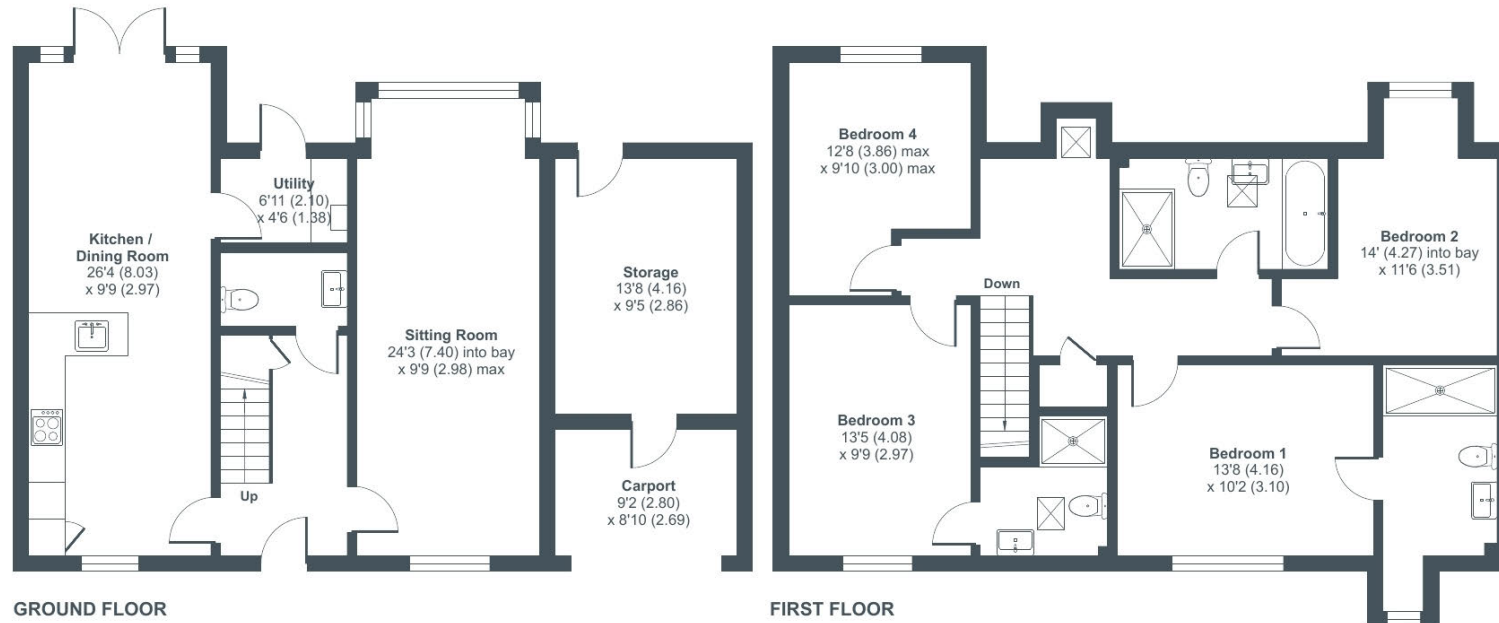 Kitchen /
Dining Room
26'4 (8.03)
x 9'9 (2.97)
Utility
6'11 (2.10)
x 4'6 (1.38)
Sitting Room
24'3 (7.40) into bay
x 9'9 (2.98) max
Storage
13'8 (4.16)
x 9'5 (2.86)
Up
Carport
9'2 (2.80)
x 8'10 (2.69)
GROUND FLOOR
Bedroom 4
12'8 (3.86) max
x 9'10 (3.00) max
Bedroom 2
14' (4.27) into bay
x 11'6 (3.51)
Down
Bedroom 3
13'5 (4.08)
x 9'9 (2.97)
Bedroom 1
13'8 (4.16)
x 10'2 (3.10)
FIRST FLOOR